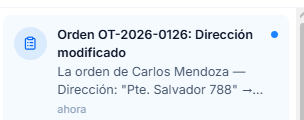 Orden OT-2026-0126: Dirección
modificado
La orden de Carlos Mendoza —
Dirección: "Pte. Salvador 788" →...
ahora